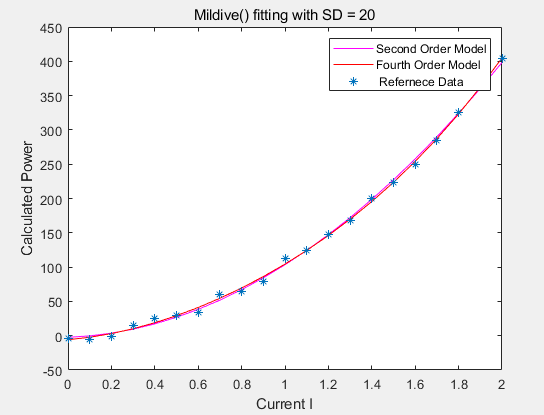 Mildive() fitting with SD = 20
450
400
350
300
250
200
150
100
50
0
-50
Calculated Power
Second Order Model
Fourth Order Model
Refernece Data
0 0.2 0.4 0.6 0.8 1 1.2 1.4 1.6 1.8 2
Current I